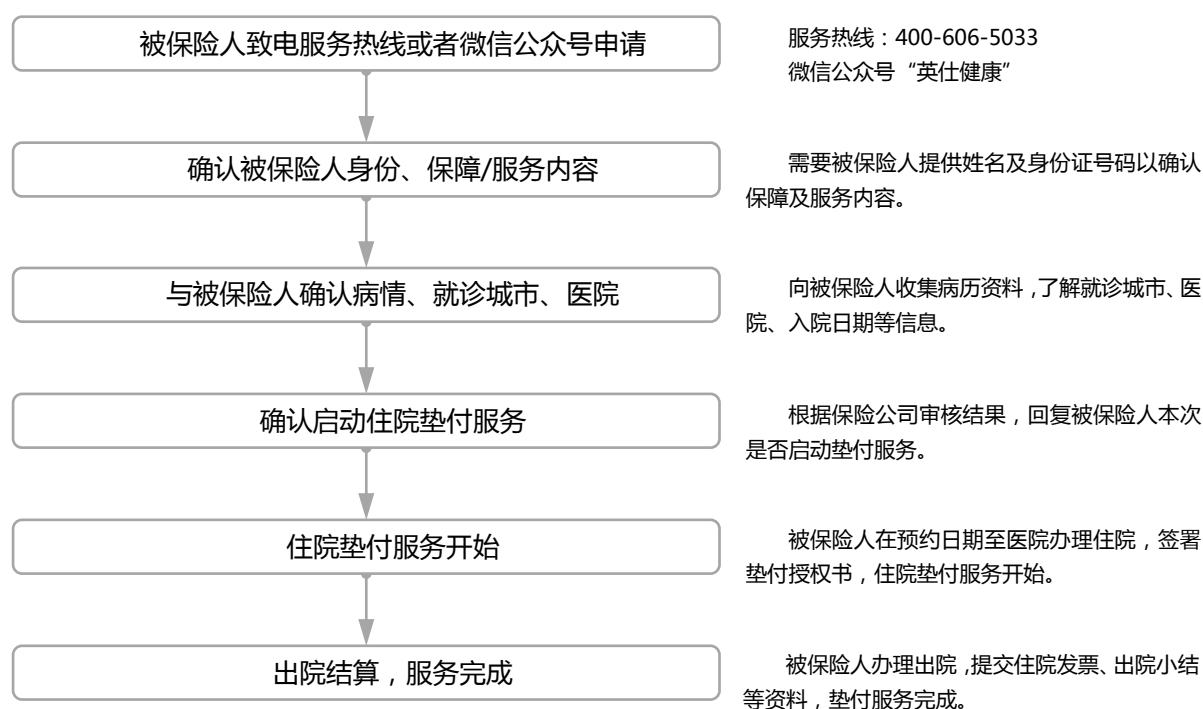 被保险人致电服务热线或者微信公众号申请
服务热线：400-606-5033
微信公众号“英仕健康”
确认被保险人身份、保障/服务内容
需要被保险人提供姓名及身份证号码以确认
保障及服务内容。
与被保险人确认病情、就诊城市、医院
向被保险人收集病历资料，了解就诊城市、医
院、入院日期等信息。
确认启动住院垫付服务
根据保险公司审核结果，回复被保险人本次
是否启动垫付服务。
住院垫付服务开始
被保险人在预约日期至医院办理住院，签署
垫付授权书，住院垫付服务开始。
出院结算，服务完成
被保险人办理出院，提交住院发票、出院小结
等资料，垫付服务完成。